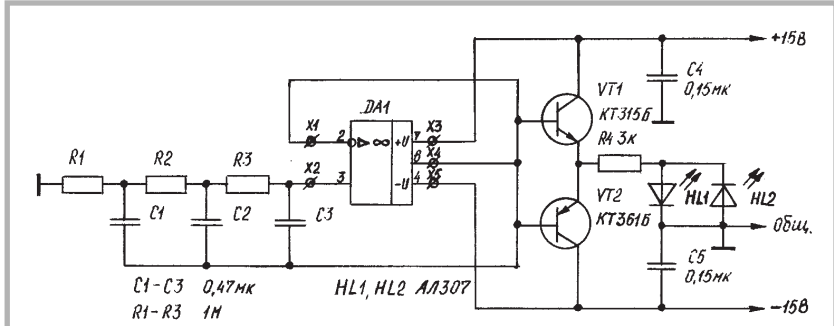 +15В
C4
0,15мк
VT1
КТ315Б
DA1
X1
2
▷ ∞
+U
7
X3
6
X4
X2
3
-U
4
X5
R4 3к
R1
R2
R3
C1
C2
C3
VT2
КТ361Б
HL1
HL2
Общ.
C5
0,15мк
C1-C3 0,47мк
R1-R3 1М
HL1, HL2 АЛ307
-15В